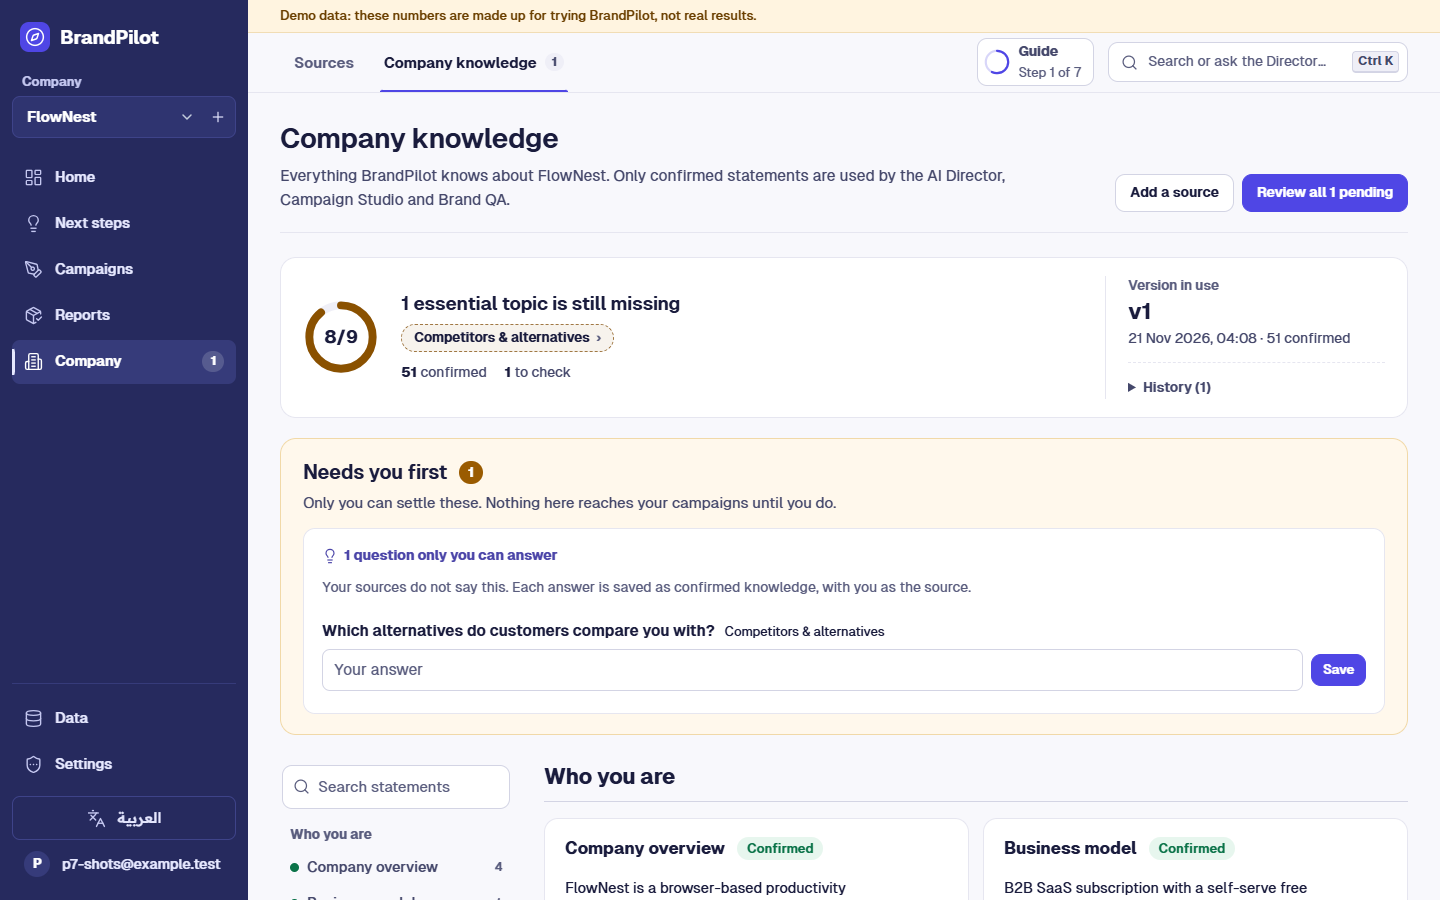 BrandPilot
Company
FlowNest
Home
Next steps
Campaigns
Reports
Company 1
Data
Settings
العربية
P p7-shots@example.test
Demo data: these numbers are made up for trying BrandPilot, not real results.
Sources
Company knowledge 1
Guide
Step 1 of 7
Search or ask the Director... Ctrl K
Company knowledge
Everything BrandPilot knows about FlowNest. Only confirmed statements are used by the AI Director,
Campaign Studio and Brand QA.
Add a source
Review all 1 pending
8/9
1 essential topic is still missing
Competitors & alternatives ›
51 confirmed 1 to check
Version in use
v1
21 Nov 2026, 04:08 · 51 confirmed
History (1)
Needs you first 1
Only you can settle these. Nothing here reaches your campaigns until you do.
1 question only you can answer
Your sources do not say this. Each answer is saved as confirmed knowledge, with you as the source.
Which alternatives do customers compare you with? Competitors & alternatives
Your answer
Save
Search statements
Who you are
Company overview 4
Who you are
Company overview Confirmed
FlowNest is a browser-based productivity
Business model Confirmed
B2B SaaS subscription with a self-serve free